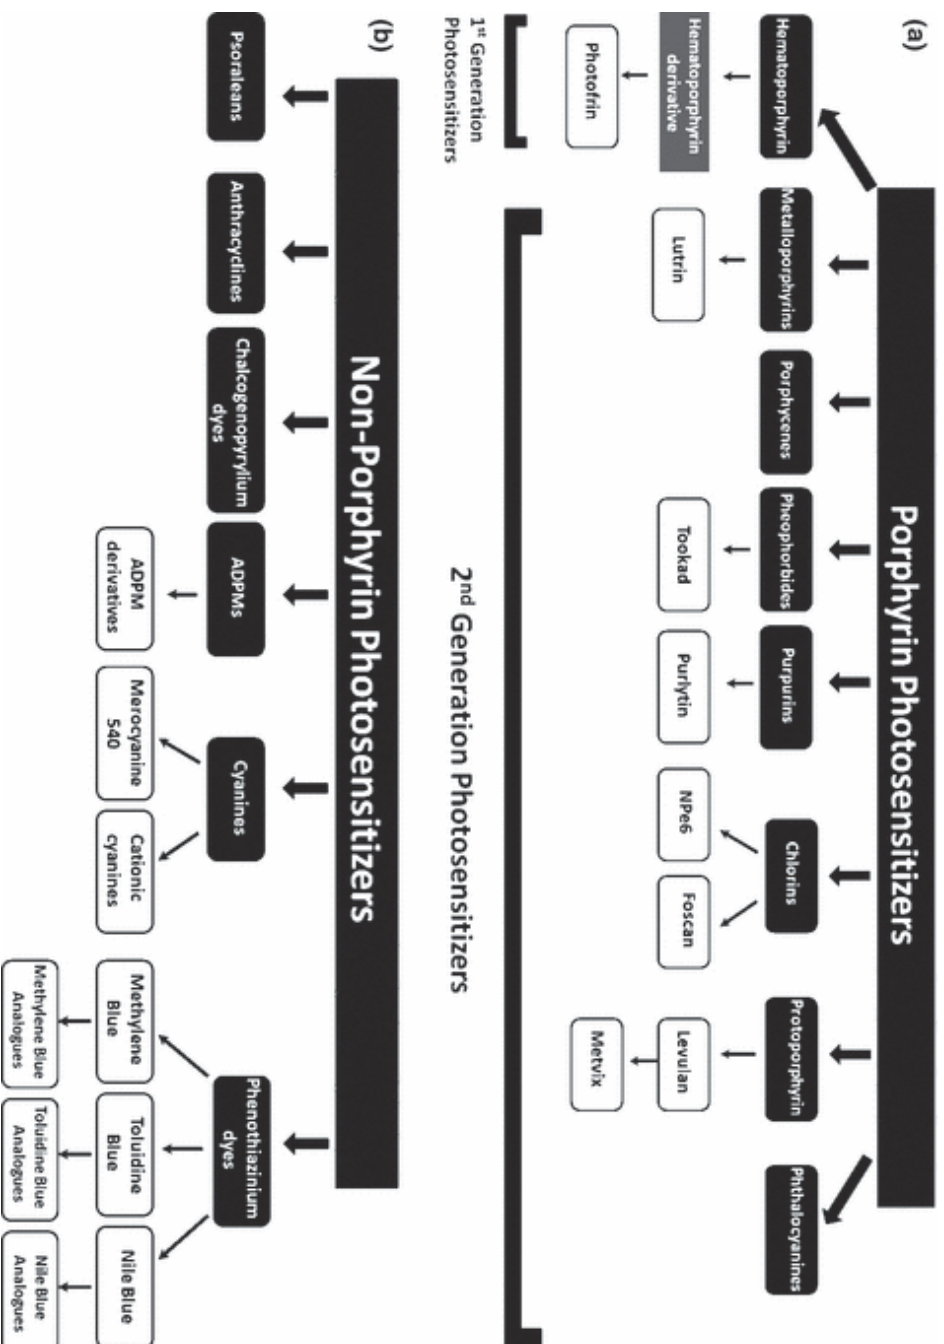 (a)
Porphyrin Photosensitizers
Hematoporphyrin
Metalloporphyrins
Porphycenes
Pheophorbides
Purpurins
Chlorins
Protoporphyrin
Phthalocyanines
Hematoporphyrin
derivative
Lutrin
Tookad
Purlytin
NPe6
Foscan
Levulan
Photofrin
Metvix
1st Generation
Photosensitizers
2nd Generation Photosensitizers
(b)
Non-Porphyrin Photosensitizers
Psoraleans
Anthracyclines
Chalcogenopyrylium
dyes
ADPMs
Cyanines
Phenothiazinium
dyes
ADPM
derivatives
Merocyanine
540
Cationic
cyanines
Methylene
Blue
Toluidine
Blue
Nile Blue
Methylene Blue
Analogues
Toluidine Blue
Analogues
Nile Blue
Analogues